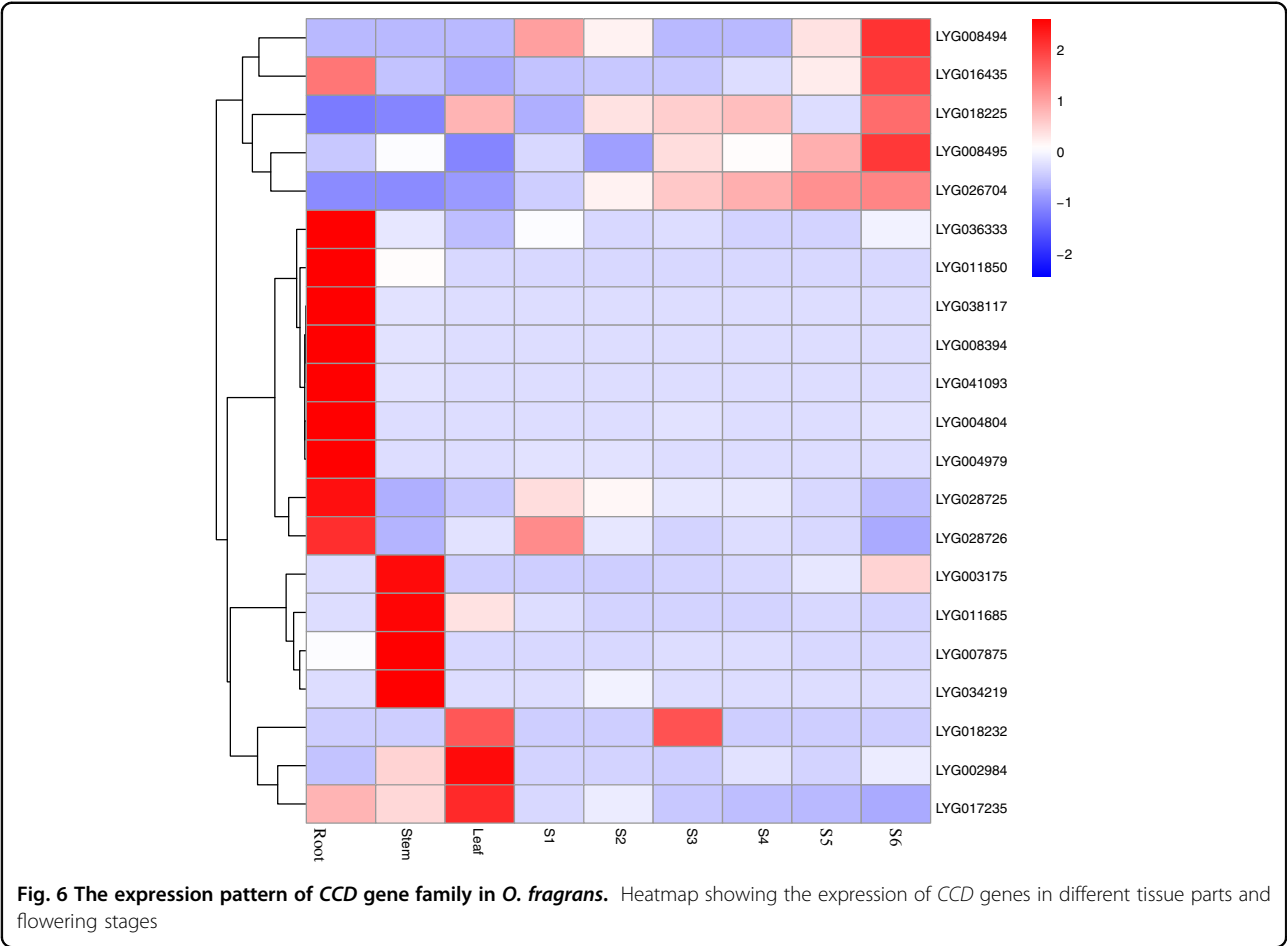 LYG008494
2
LYG016435
1
LYG018225
0
LYG008495
−1
LYG026704
−2
LYG036333
LYG011850
LYG038117
LYG008394
LYG041093
LYG004804
LYG004979
LYG028725
LYG028726
LYG003175
LYG011685
LYG007875
LYG034219
LYG018232
LYG002984
LYG017235
Root Stem Leaf S1 S2 S3 S4 S5 S6
Fig. 6 The expression pattern of CCD gene family in O. fragrans. Heatmap showing the expression of CCD genes in different tissue parts and
flowering stages